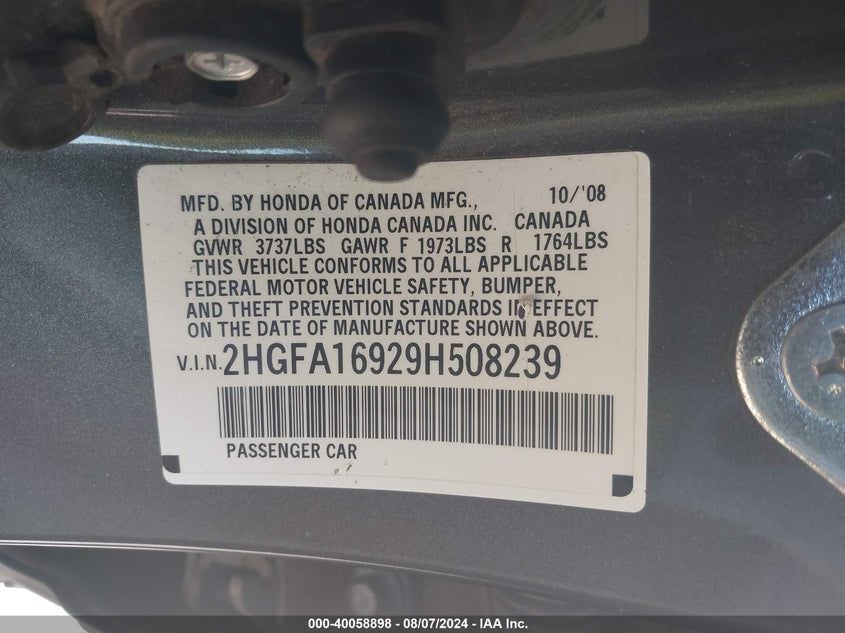 MFD. BY HONDA OF CANADA MFG., 10/'08
A DIVISION OF HONDA CANADA INC. CANADA
GVWR 3737LBS GAWR F 1973LBS R 1764LBS
THIS VEHICLE CONFORMS TO ALL APPLICABLE
FEDERAL MOTOR VEHICLE SAFETY, BUMPER,
AND THEFT PREVENTION STANDARDS IN EFFECT
ON THE DATE OF MANUFACTURE SHOWN ABOVE.
V.I.N. 2HGFA16929H508239
PASSENGER CAR
000-40058898 - 08/07/2024 - IAA Inc.